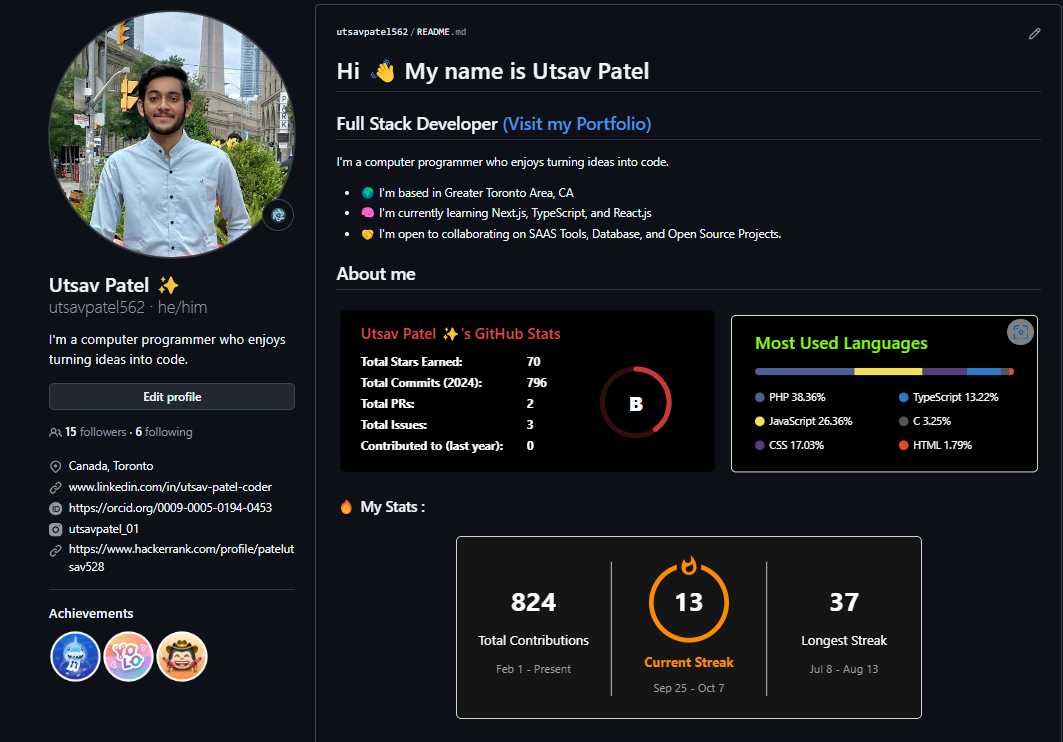 Utsav Patel ✨
utsavpatel562 · he/him
I'm a computer programmer who enjoys
turning ideas into code.
Edit profile
15 followers · 6 following
Canada, Toronto
www.linkedin.com/in/utsav-patel-coder
https://orcid.org/0009-0005-0194-0453
utsavpatel_01
https://www.hackerrank.com/profile/patelut
sav528
Achievements
YOLO
utsavpatel562/README.md
Hi 👋 My name is Utsav Patel
Full Stack Developer (Visit my Portfolio)
I'm a computer programmer who enjoys turning ideas into code.
• 🌍 I'm based in Greater Toronto Area, CA
• 🧠 I'm currently learning Next.js, TypeScript, and React.js
• 🤝 I'm open to collaborating on SAAS Tools, Database, and Open Source Projects.
About me
Utsav Patel ✨'s GitHub Stats
Total Stars Earned: 70
Total Commits (2024): 796
Total PRs: 2
Total Issues: 3
Contributed to (last year): 0
B
Most Used Languages
PHP 38.36% TypeScript 13.22%
JavaScript 26.36% C 3.25%
CSS 17.03% HTML 1.79%
🔥 My Stats :
824 13 37
Total Contributions Current Streak Longest Streak
Feb 1 - Present Sep 25 - Oct 7 Jul 8 - Aug 13